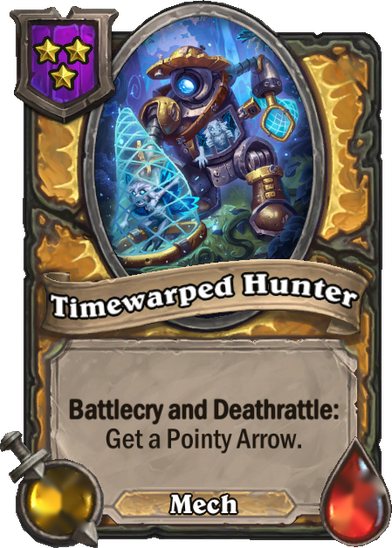 Timewarped Hunter
Battlecry and Deathrattle:
Get a Pointy Arrow.
Mech